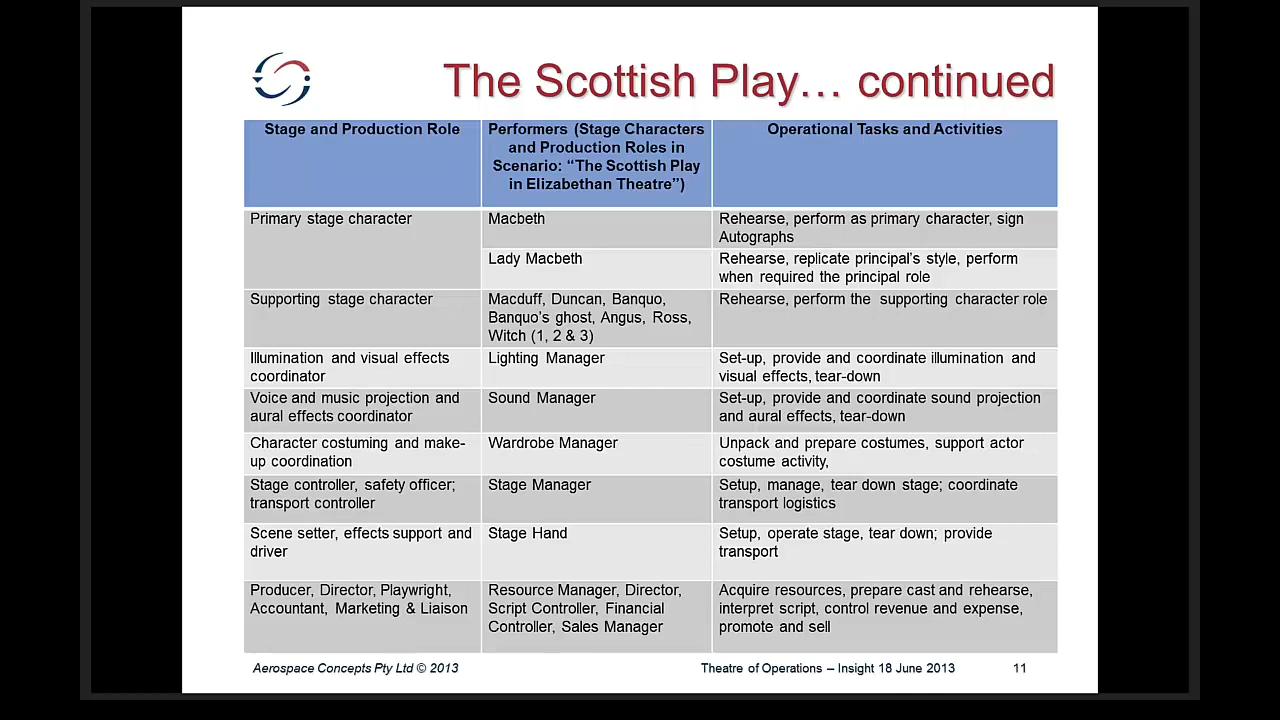 The Scottish Play… continued
Stage and Production Role
Performers (Stage Characters
and Production Roles in
Scenario: “The Scottish Play
in Elizabethan Theatre”)
Operational Tasks and Activities
Primary stage character
Macbeth
Rehearse, perform as primary character, sign
Autographs
Lady Macbeth
Rehearse, replicate principal’s style, perform
when required the principal role
Supporting stage character
Macduff, Duncan, Banquo,
Banquo’s ghost, Angus, Ross,
Witch (1, 2 & 3)
Rehearse, perform the supporting character role
Illumination and visual effects
coordinator
Lighting Manager
Set-up, provide and coordinate illumination and
visual effects, tear-down
Voice and music projection and
aural effects coordinator
Sound Manager
Set-up, provide and coordinate sound projection
and aural effects, tear-down
Character costuming and make-
up coordination
Wardrobe Manager
Unpack and prepare costumes, support actor
costume activity,
Stage controller, safety officer;
transport controller
Stage Manager
Setup, manage, tear down stage; coordinate
transport logistics
Scene setter, effects support and
driver
Stage Hand
Setup, operate stage, tear down; provide
transport
Producer, Director, Playwright,
Accountant, Marketing & Liaison
Resource Manager, Director,
Script Controller, Financial
Controller, Sales Manager
Acquire resources, prepare cast and rehearse,
interpret script, control revenue and expense,
promote and sell
Aerospace Concepts Pty Ltd © 2013
Theatre of Operations – Insight 18 June 2013
11